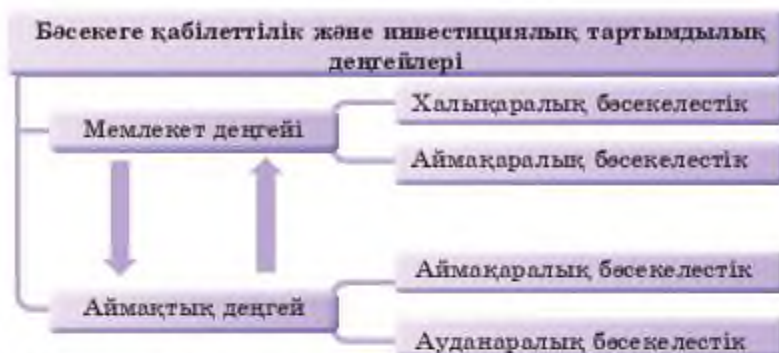 Бәсекеге қабілеттілік және инвестициялық тартымдылық
деңгейлері
Мемлекет деңгейі
Халықаралық бәсекелестік
Аймақаралық бәсекелестік
Аймақтық деңгей
Аймақаралық бәсекелестік
Ауданаралық бәсекелестік